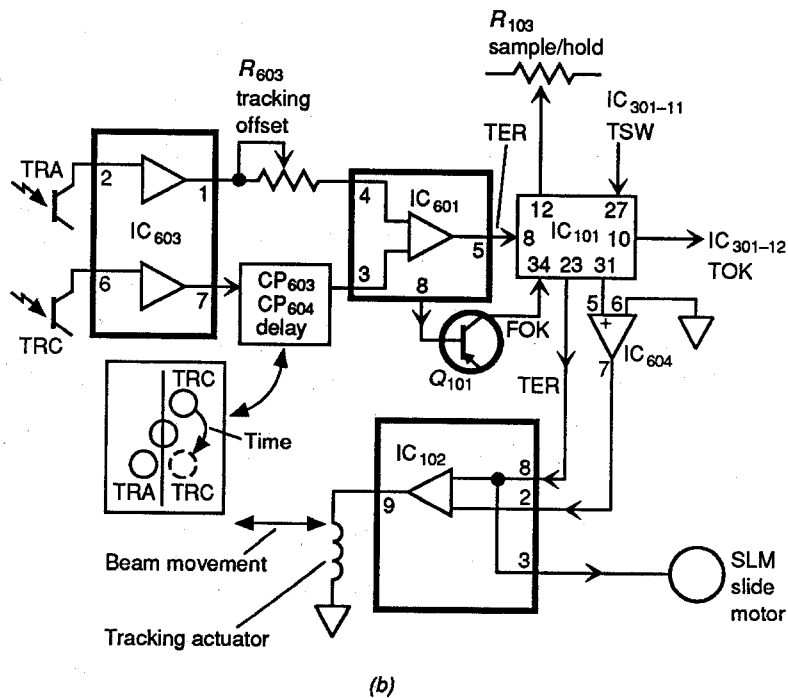 R103
sample/hold
R603
tracking
offset
IC301–11
TSW
TER
TRA
2
1
IC603
6
7
TRC
CP603
CP604
delay
4
IC601
5
3
8
12
27
8
IC101
10
34
23
31
IC301–12
TOK
FOK
Q101
5
6
+
IC604
7
TER
TRC
Time
TRA
TRC
IC102
8
9
2
3
Beam movement
Tracking actuator
SLM
slide
motor
(b)